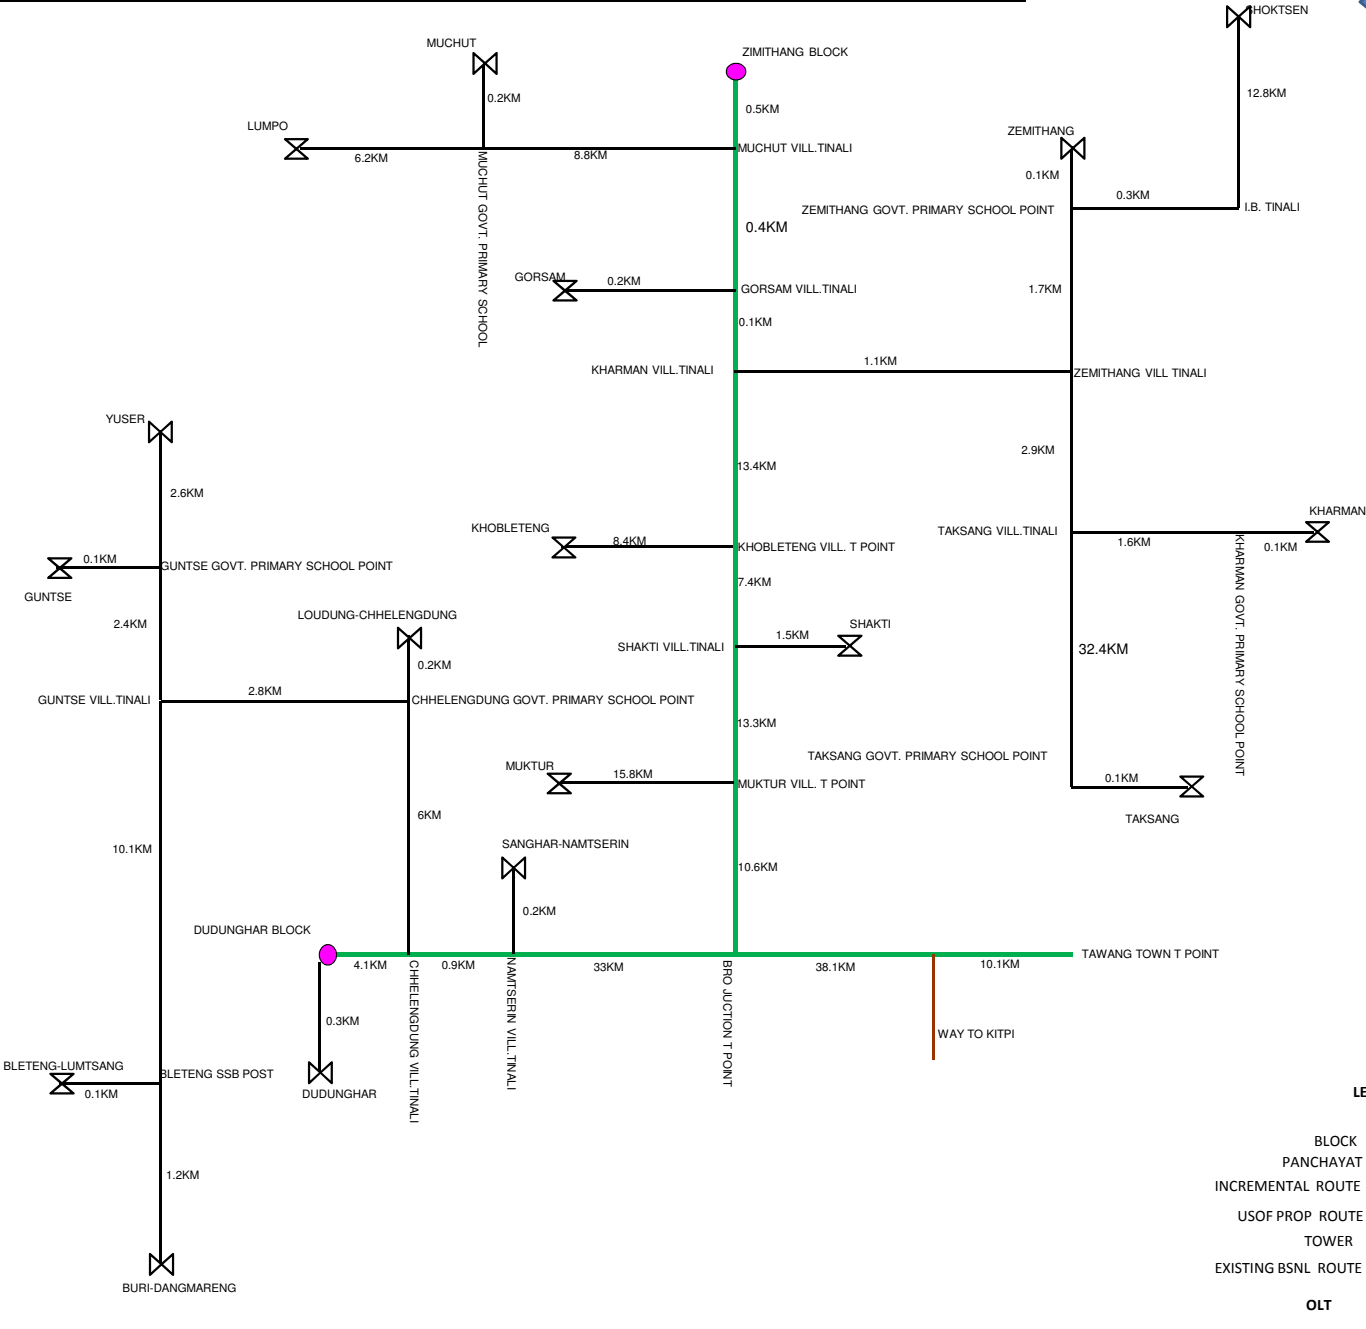 SHOKTSEN
MUCHUT
ZIMITHANG BLOCK
0.2KM
0.5KM
12.8KM
LUMPO
ZEMITHANG
6.2KM
8.8KM
MUCHUT VILL.TINALI
0.1KM
0.3KM
ZEMITHANG GOVT. PRIMARY SCHOOL POINT
I.B. TINALI
MUCHUT GOVT. PRIMARY SCHOOL
0.4KM
GORSAM
0.2KM
GORSAM VILL.TINALI
1.7KM
0.1KM
KHARMAN VILL.TINALI
1.1KM
ZEMITHANG VILL TINALI
YUSER
2.9KM
13.4KM
2.6KM
KHOBLETENG
8.4KM
KHOBLETENG VILL. T POINT
TAKSANG VILL.TINALI
1.6KM
0.1KM
KHARMAN
KHARMAN GOVT. PRIMARY SCHOOL POINT
0.1KM
GUNTSE GOVT. PRIMARY SCHOOL POINT
7.4KM
GUNTSE
2.4KM
LOUDUNG-CHHELENGDUNG
SHAKTI
1.5KM
SHAKTI VILL.TINALI
32.4KM
0.2KM
2.8KM
GUNTSE VILL.TINALI
CHHELENGDUNG GOVT. PRIMARY SCHOOL POINT
13.3KM
TAKSANG GOVT. PRIMARY SCHOOL POINT
MUKTUR
15.8KM
MUKTUR VILL. T POINT
0.1KM
TAKSANG
6KM
10.1KM
SANGHAR-NAMTSERIN
10.6KM
0.2KM
DUDUNGHAR BLOCK
4.1KM
0.9KM
33KM
38.1KM
10.1KM
TAWANG TOWN T POINT
CHHELENGDUNG VILL.TINALI
NAMTSERIN VILL.TINALI
BRO JUCTION T POINT
0.3KM
WAY TO KITPI
BLETENG-LUMTSANG
BLETENG SSB POST
0.1KM
DUDUNGHAR
1.2KM
BURI-DANGMARENG
LE
BLOCK
PANCHAYAT
INCREMENTAL ROUTE
USOF PROP ROUTE
TOWER
EXISTING BSNL ROUTE
OLT